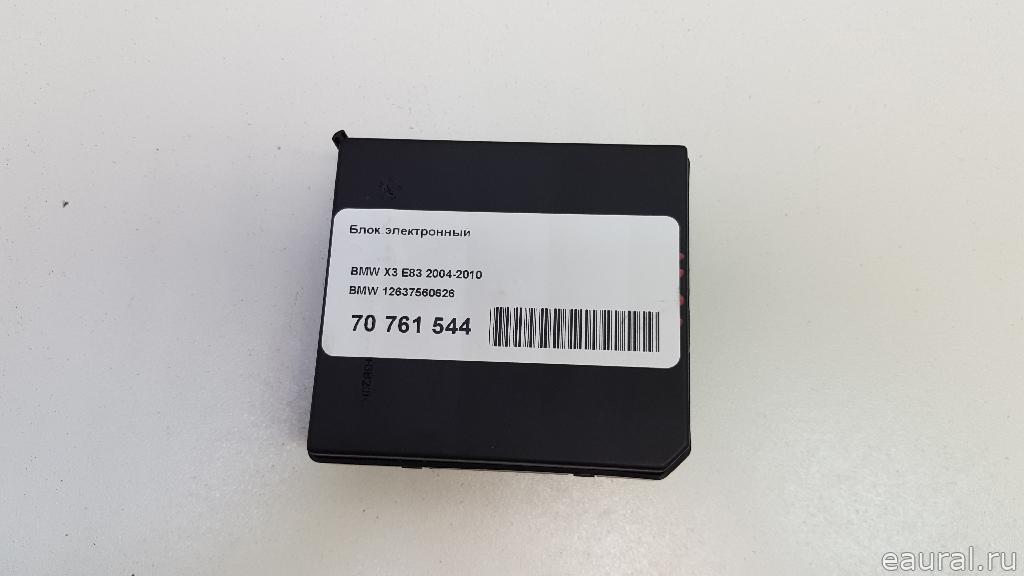 Блок электронный
BMW X3 E83 2004-2010
BMW 12637560626
70 761 544
eaural.ru